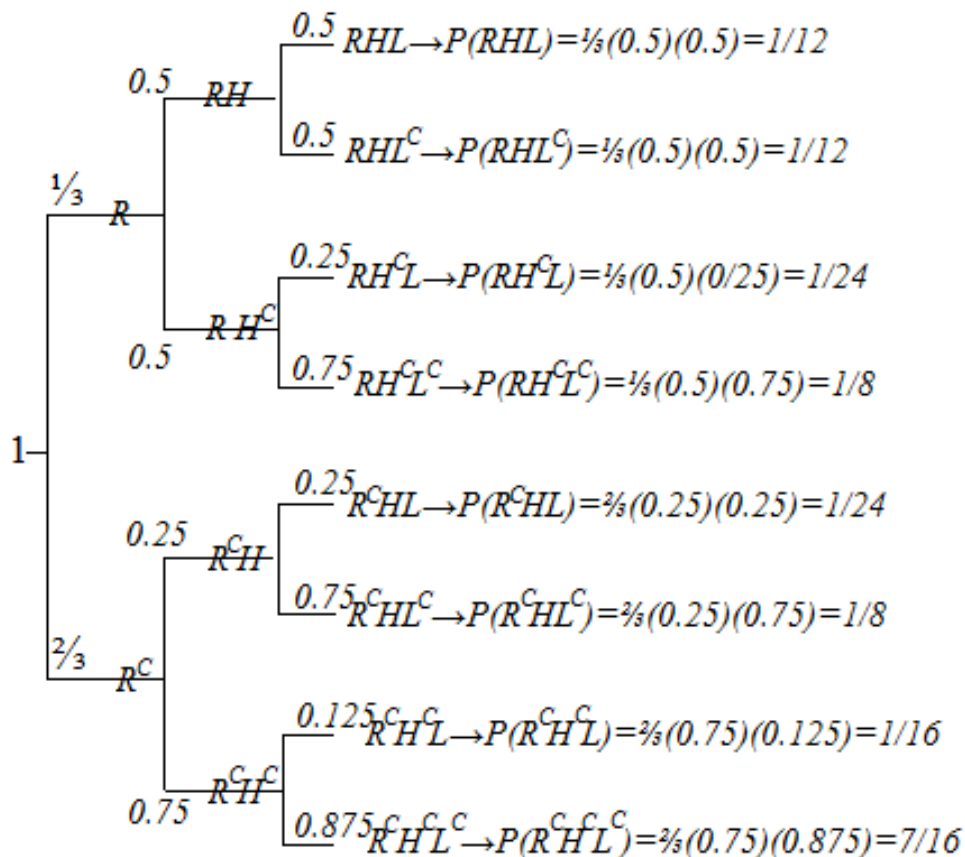 0.5 RHL→P(RHL)=⅓(0.5)(0.5)=1/12
0.5 RH
0.5 RHL^C→P(RHL^C)=⅓(0.5)(0.5)=1/12
⅓ R
0.25 RH^CL→P(RH^CL)=⅓(0.5)(0/25)=1/24
0.5 RH^C
0.75 RH^CL^C→P(RH^CL^C)=⅓(0.5)(0.75)=1/8
1
0.25 R^CHL→P(R^CHL)=⅔(0.25)(0.25)=1/24
0.25 R^CH
0.75 R^CHL^C→P(R^CHL^C)=⅔(0.25)(0.75)=1/8
⅔ R^C
0.125 R^CH^CL→P(R^CH^CL)=⅔(0.75)(0.125)=1/16
0.75 R^CH^C
0.875 R^CH^CL^C→P(R^CH^CL^C)=⅔(0.75)(0.875)=7/16